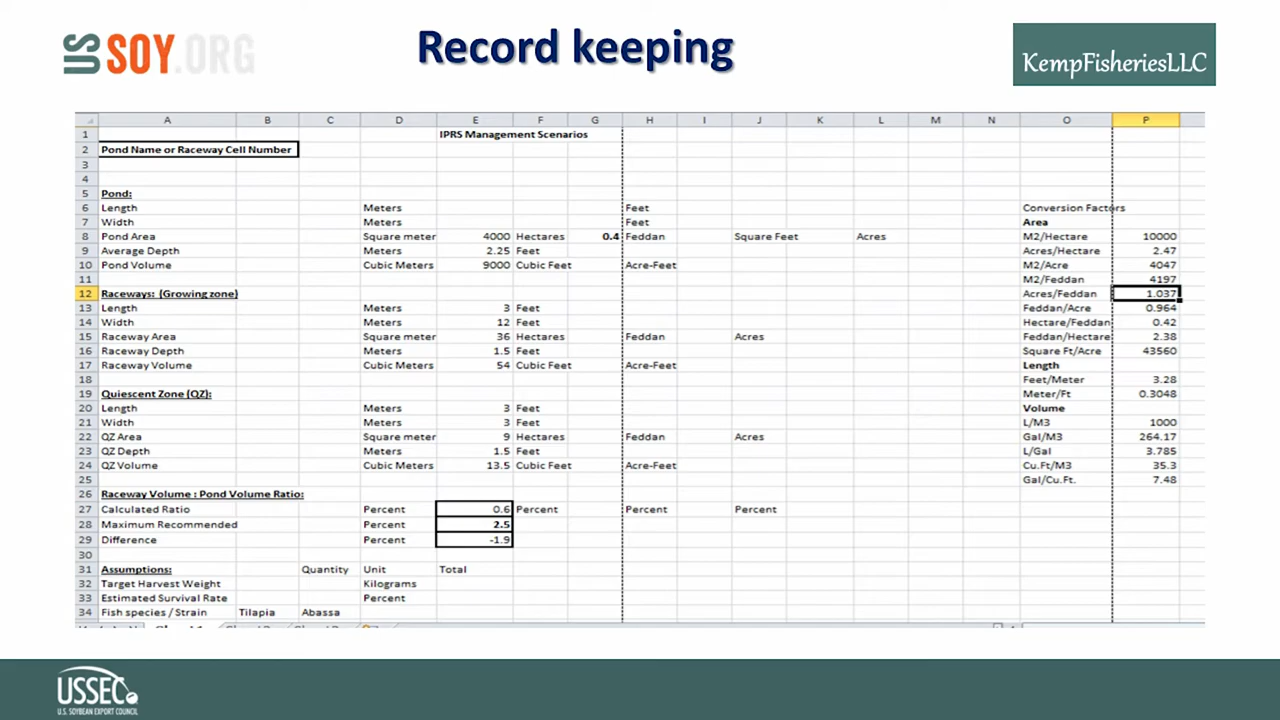 US SOY.ORG
Record keeping
KempFisheriesLLC
A B C D E F G H I J K L M N O P
1 IPRS Management Scenarios
2 Pond Name or Raceway Cell Number
3
4
5 Pond:
6 Length Meters Feet Conversion Factors
7 Width Meters Feet Area
8 Pond Area Square meter 4000 Hectares 0.4 Feddan Square Feet Acres M2/Hectare 10000
9 Average Depth Meters 2.25 Feet Acres/Hectare 2.47
10 Pond Volume Cubic Meters 9000 Cubic Feet Acre-Feet M2/Acre 4047
11 M2/Feddan 4197
12 Raceways: (Growing zone) Acres/Feddan 1.037
13 Length Meters 3 Feet Feddan/Acre 0.964
14 Width Meters 12 Feet Hectare/Feddan 0.42
15 Raceway Area Square meter 36 Hectares Feddan Acres Feddan/Hectare 2.38
16 Raceway Depth Meters 1.5 Feet Square Ft/Acre 43560
17 Raceway Volume Cubic Meters 54 Cubic Feet Acre-Feet Length
18 Feet/Meter 3.28
19 Quiescent Zone (QZ): Meter/Ft 0.3048
20 Length Meters 3 Feet Volume
21 Width Meters 3 Feet L/M3 1000
22 QZ Area Square meter 9 Hectares Feddan Acres Gal/M3 264.17
23 QZ Depth Meters 1.5 Feet L/Gal 3.785
24 QZ Volume Cubic Meters 13.5 Cubic Feet Acre-Feet Cu.Ft/M3 35.3
25 Gal/Cu.Ft. 7.48
26 Raceway Volume : Pond Volume Ratio:
27 Calculated Ratio Percent 0.6 Percent Percent Percent
28 Maximum Recommended Percent 2.5
29 Difference Percent -1.9
30
31 Assumptions: Quantity Unit Total
32 Target Harvest Weight Kilograms
33 Estimated Survival Rate Percent
34 Fish species / Strain Tilapia Abassa
USSEC
U.S. SOYBEAN EXPORT COUNCIL